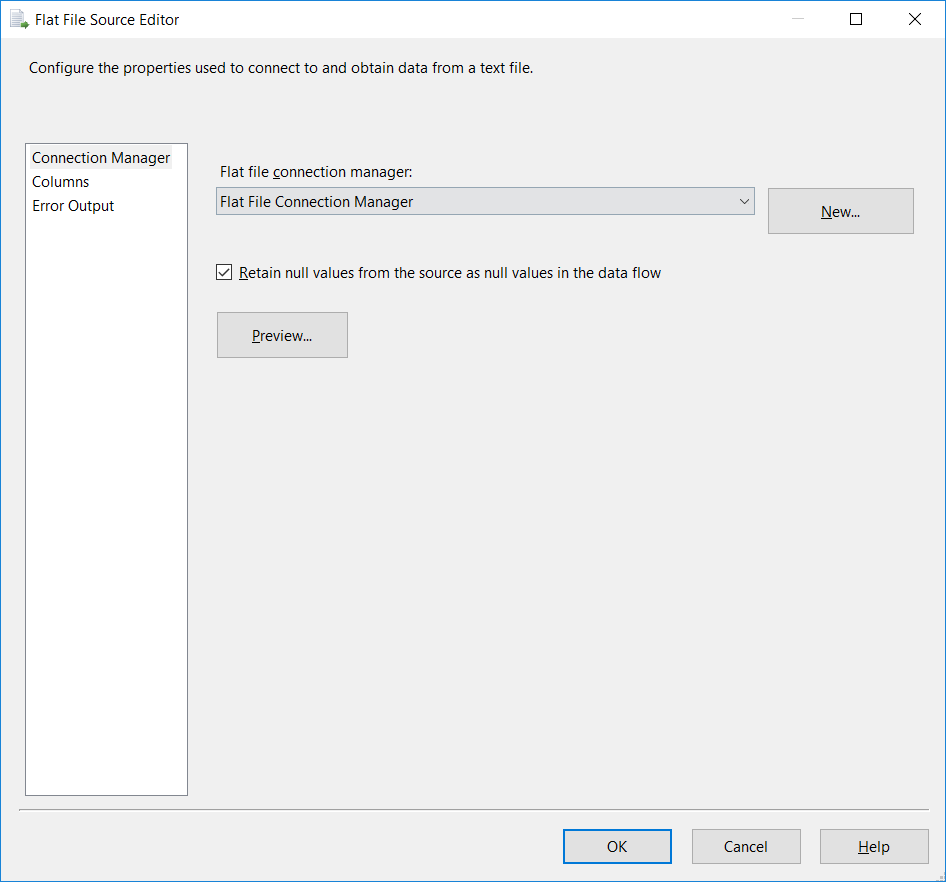 Flat File Source Editor
Configure the properties used to connect to and obtain data from a text file.
Connection Manager
Columns
Error Output
Flat file connection manager:
Flat File Connection Manager
New...
Retain null values from the source as null values in the data flow
Preview...
OK
Cancel
Help